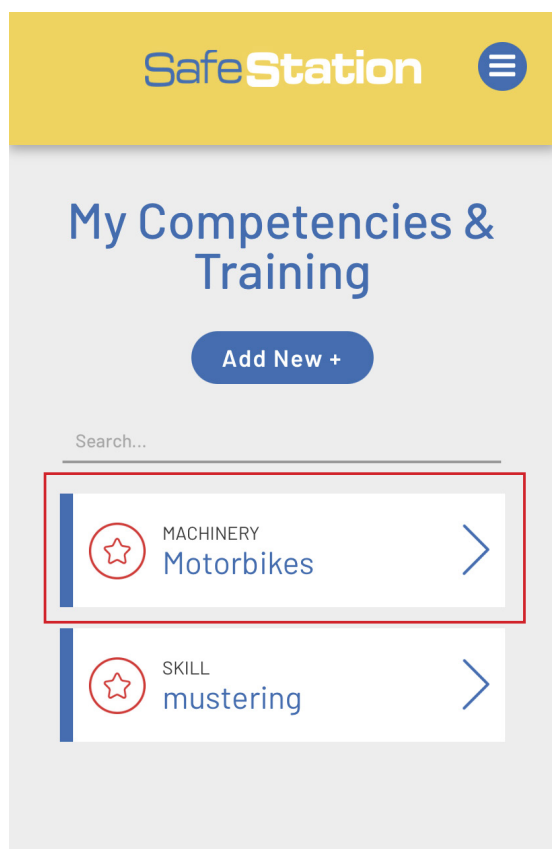 SafeStation
My Competencies &
Training
Add New +
Search...
MACHINERY
Motorbikes
SKILL
mustering